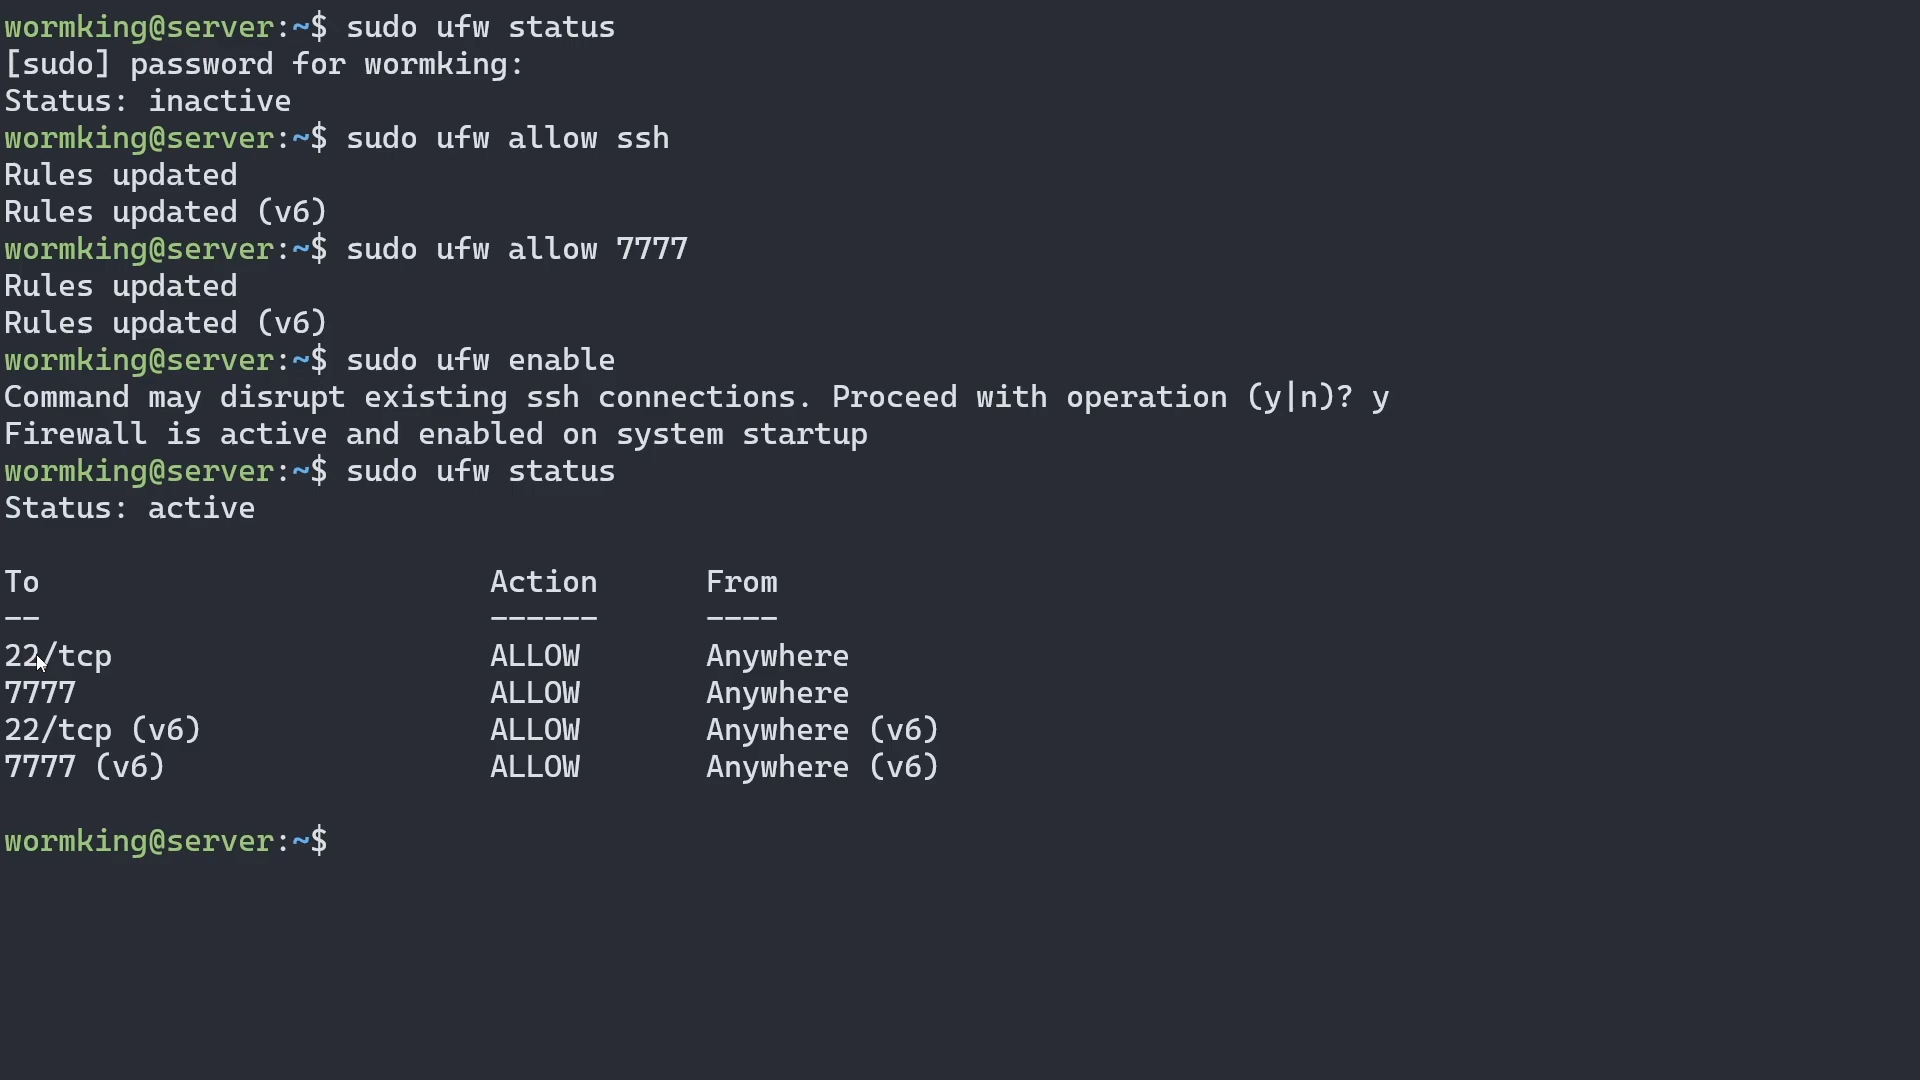 wormking@server:~$ sudo ufw status
[sudo] password for wormking:
Status: inactive
wormking@server:~$ sudo ufw allow ssh
Rules updated
Rules updated (v6)
wormking@server:~$ sudo ufw allow 7777
Rules updated
Rules updated (v6)
wormking@server:~$ sudo ufw enable
Command may disrupt existing ssh connections. Proceed with operation (y|n)? y
Firewall is active and enabled on system startup
wormking@server:~$ sudo ufw status
Status: active

To                         Action      From
--                         ------      ----
22/tcp                     ALLOW       Anywhere
7777                       ALLOW       Anywhere
22/tcp (v6)                ALLOW       Anywhere (v6)
7777 (v6)                  ALLOW       Anywhere (v6)

wormking@server:~$